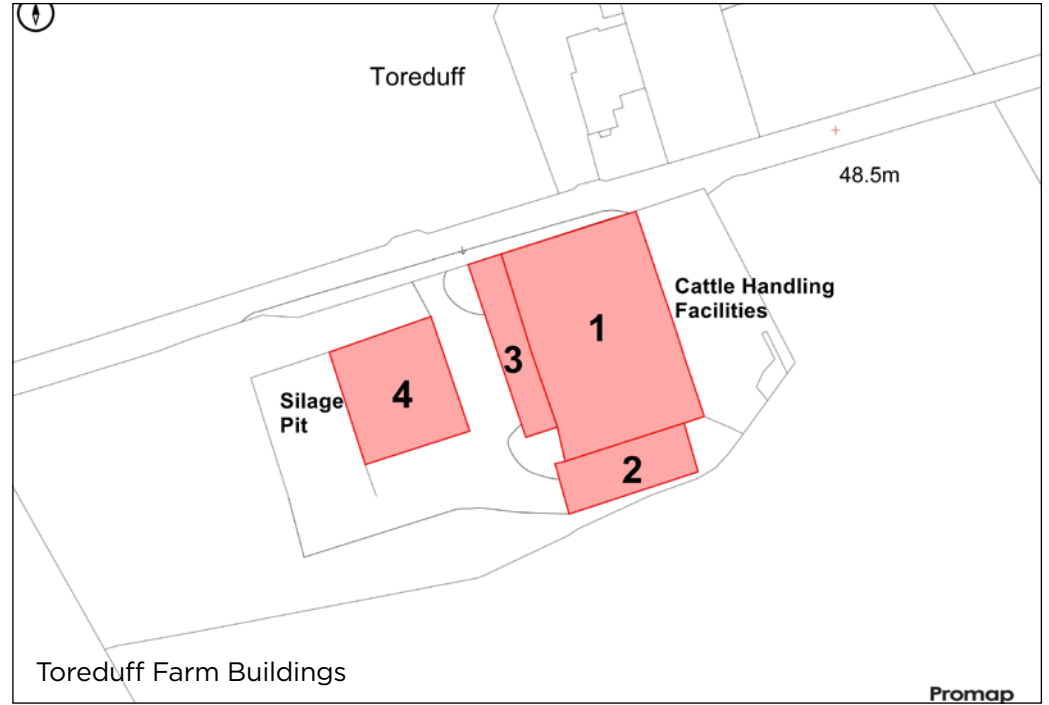 Toreduff
48.5m
Cattle Handling
Facilities
1
3
4
Silage
Pit
2
Toreduff Farm Buildings
Promap